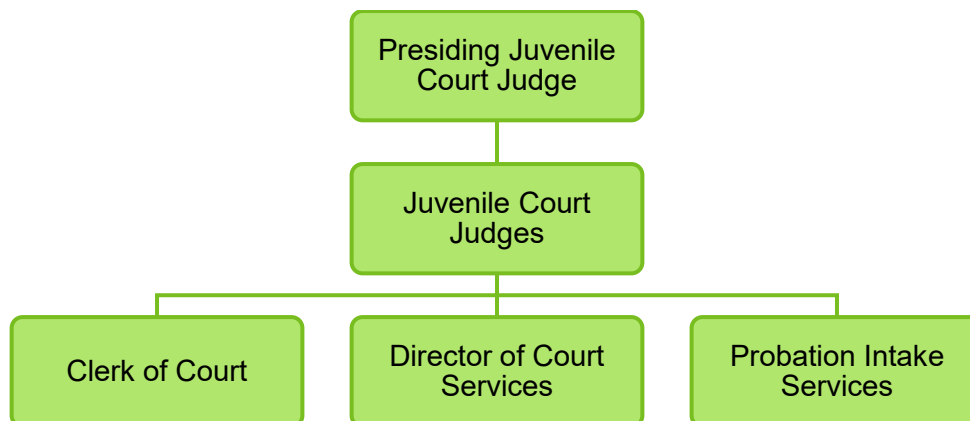 Presiding Juvenile
Court Judge
Juvenile Court
Judges
Clerk of Court
Director of Court
Services
Probation Intake
Services